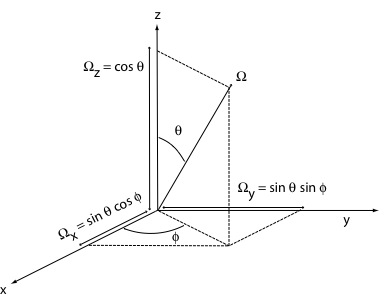 z
Ω
Ω_z = cos θ
θ
Ω_y = sin θ sin ϕ
Ω_x = sin θ cos ϕ
y
ϕ
x